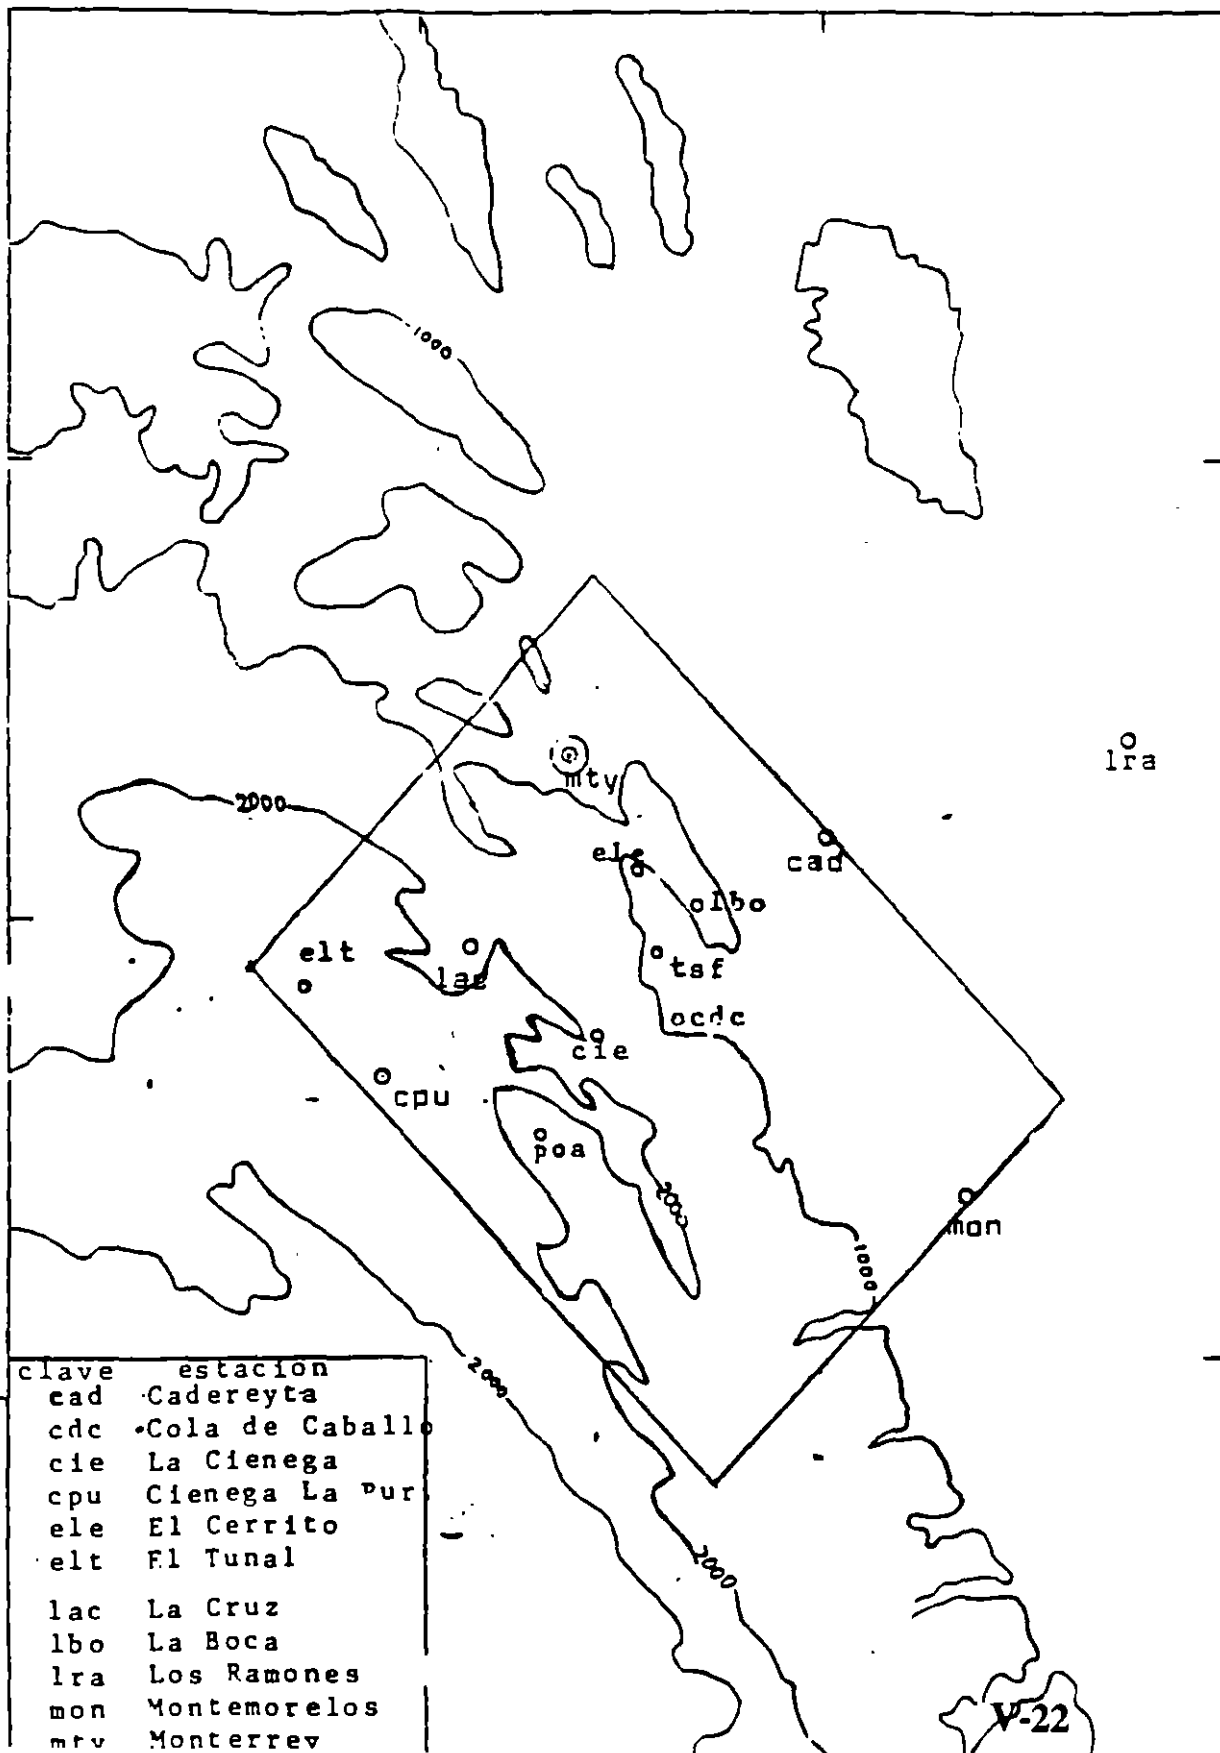 1000
mty
lra
2000
ele
cad
lbo
elt
lac
tsf
cdc
cie
cpu
poa
2000
mon
1000
2000
2000
clave estación
cad Cadereyta
cdc Cola de Caballo
cie La Cienega
cpu Cienega La Pur
ele El Cerrito
elt El Tunal
lac La Cruz
lbo La Boca
lra Los Ramones
mon Montemorelos
mty Monterrey
V-22